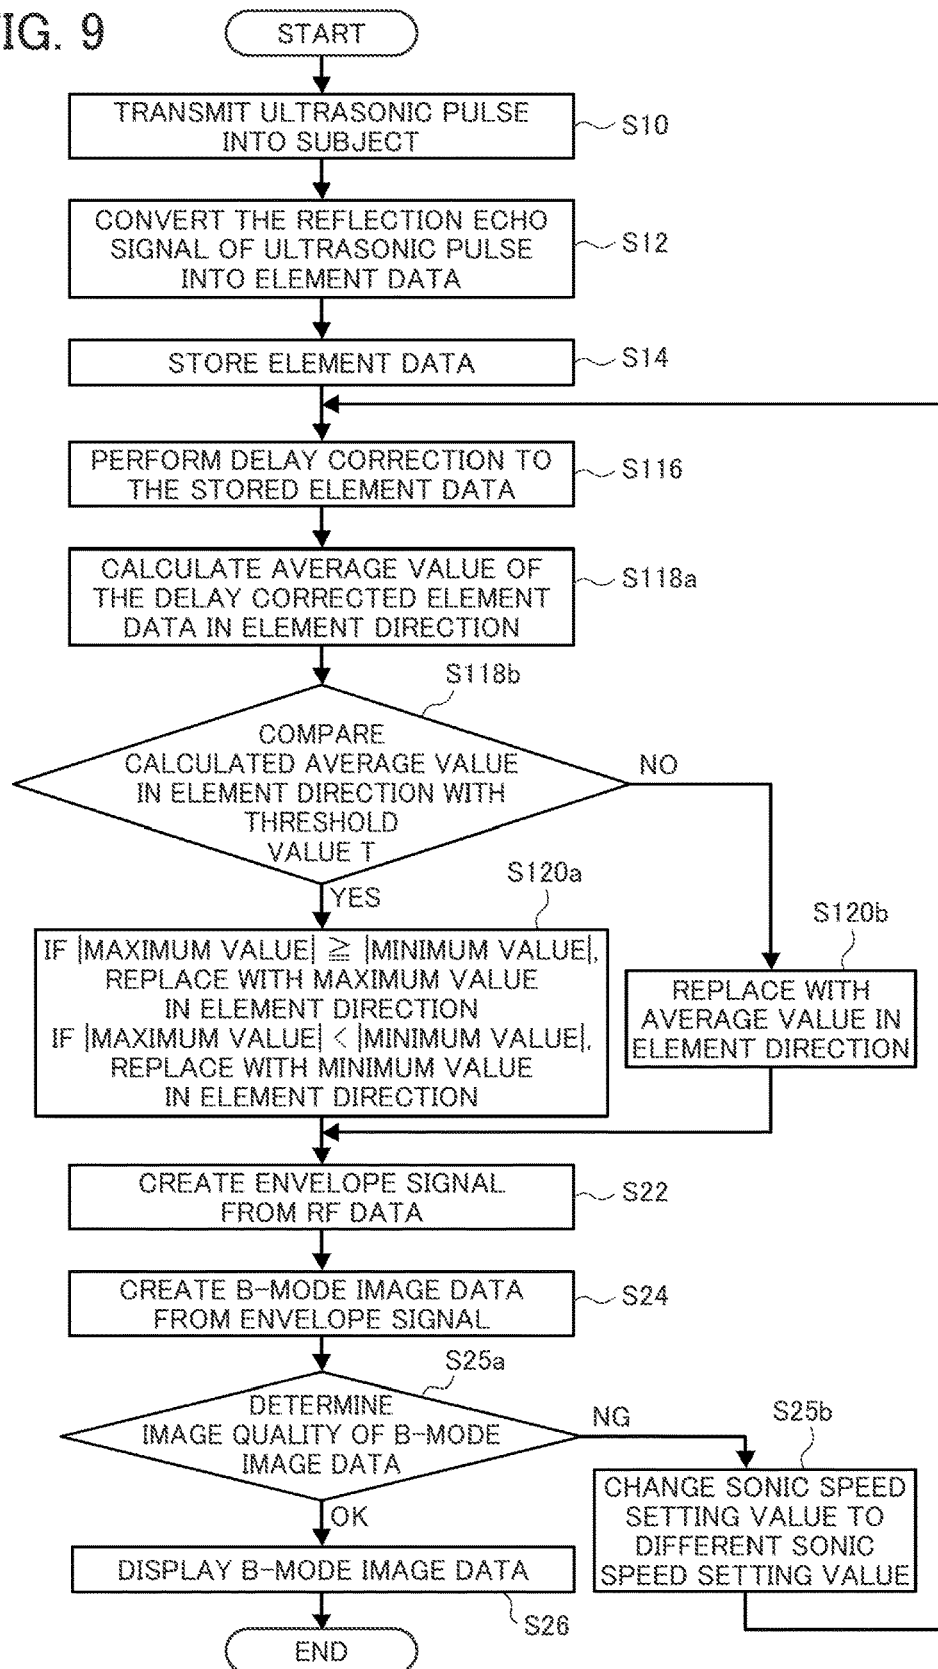 IG. 9
START
TRANSMIT ULTRASONIC PULSE
INTO SUBJECT
S10
CONVERT THE REFLECTION ECHO
SIGNAL OF ULTRASONIC PULSE
INTO ELEMENT DATA
S12
STORE ELEMENT DATA
S14
PERFORM DELAY CORRECTION TO
THE STORED ELEMENT DATA
S116
CALCULATE AVERAGE VALUE OF
THE DELAY CORRECTED ELEMENT
DATA IN ELEMENT DIRECTION
S118a
S118b
COMPARE
CALCULATED AVERAGE VALUE
IN ELEMENT DIRECTION WITH
THRESHOLD
VALUE T
NO
YES
S120a
IF |MAXIMUM VALUE| ≧ |MINIMUM VALUE|,
REPLACE WITH MAXIMUM VALUE
IN ELEMENT DIRECTION
IF |MAXIMUM VALUE| < |MINIMUM VALUE|,
REPLACE WITH MINIMUM VALUE
IN ELEMENT DIRECTION
S120b
REPLACE WITH
AVERAGE VALUE IN
ELEMENT DIRECTION
CREATE ENVELOPE SIGNAL
FROM RF DATA
S22
CREATE B-MODE IMAGE DATA
FROM ENVELOPE SIGNAL
S24
S25a
DETERMINE
IMAGE QUALITY OF B-MODE
IMAGE DATA
NG
OK
S25b
CHANGE SONIC SPEED
SETTING VALUE TO
DIFFERENT SONIC
SPEED SETTING VALUE
DISPLAY B-MODE IMAGE DATA
S26
END